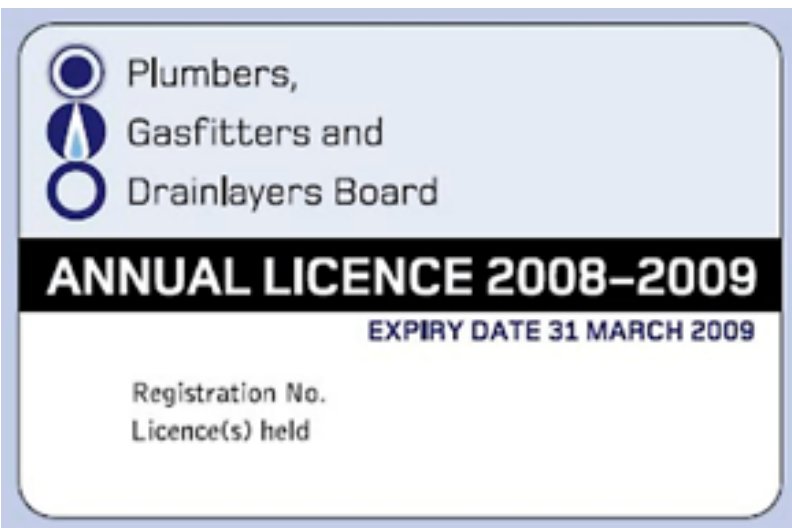 Plumbers,
Gasfitters and
Drainlayers Board
ANNUAL LICENCE 2008–2009
EXPIRY DATE 31 MARCH 2009
Registration No.
Licence(s) held